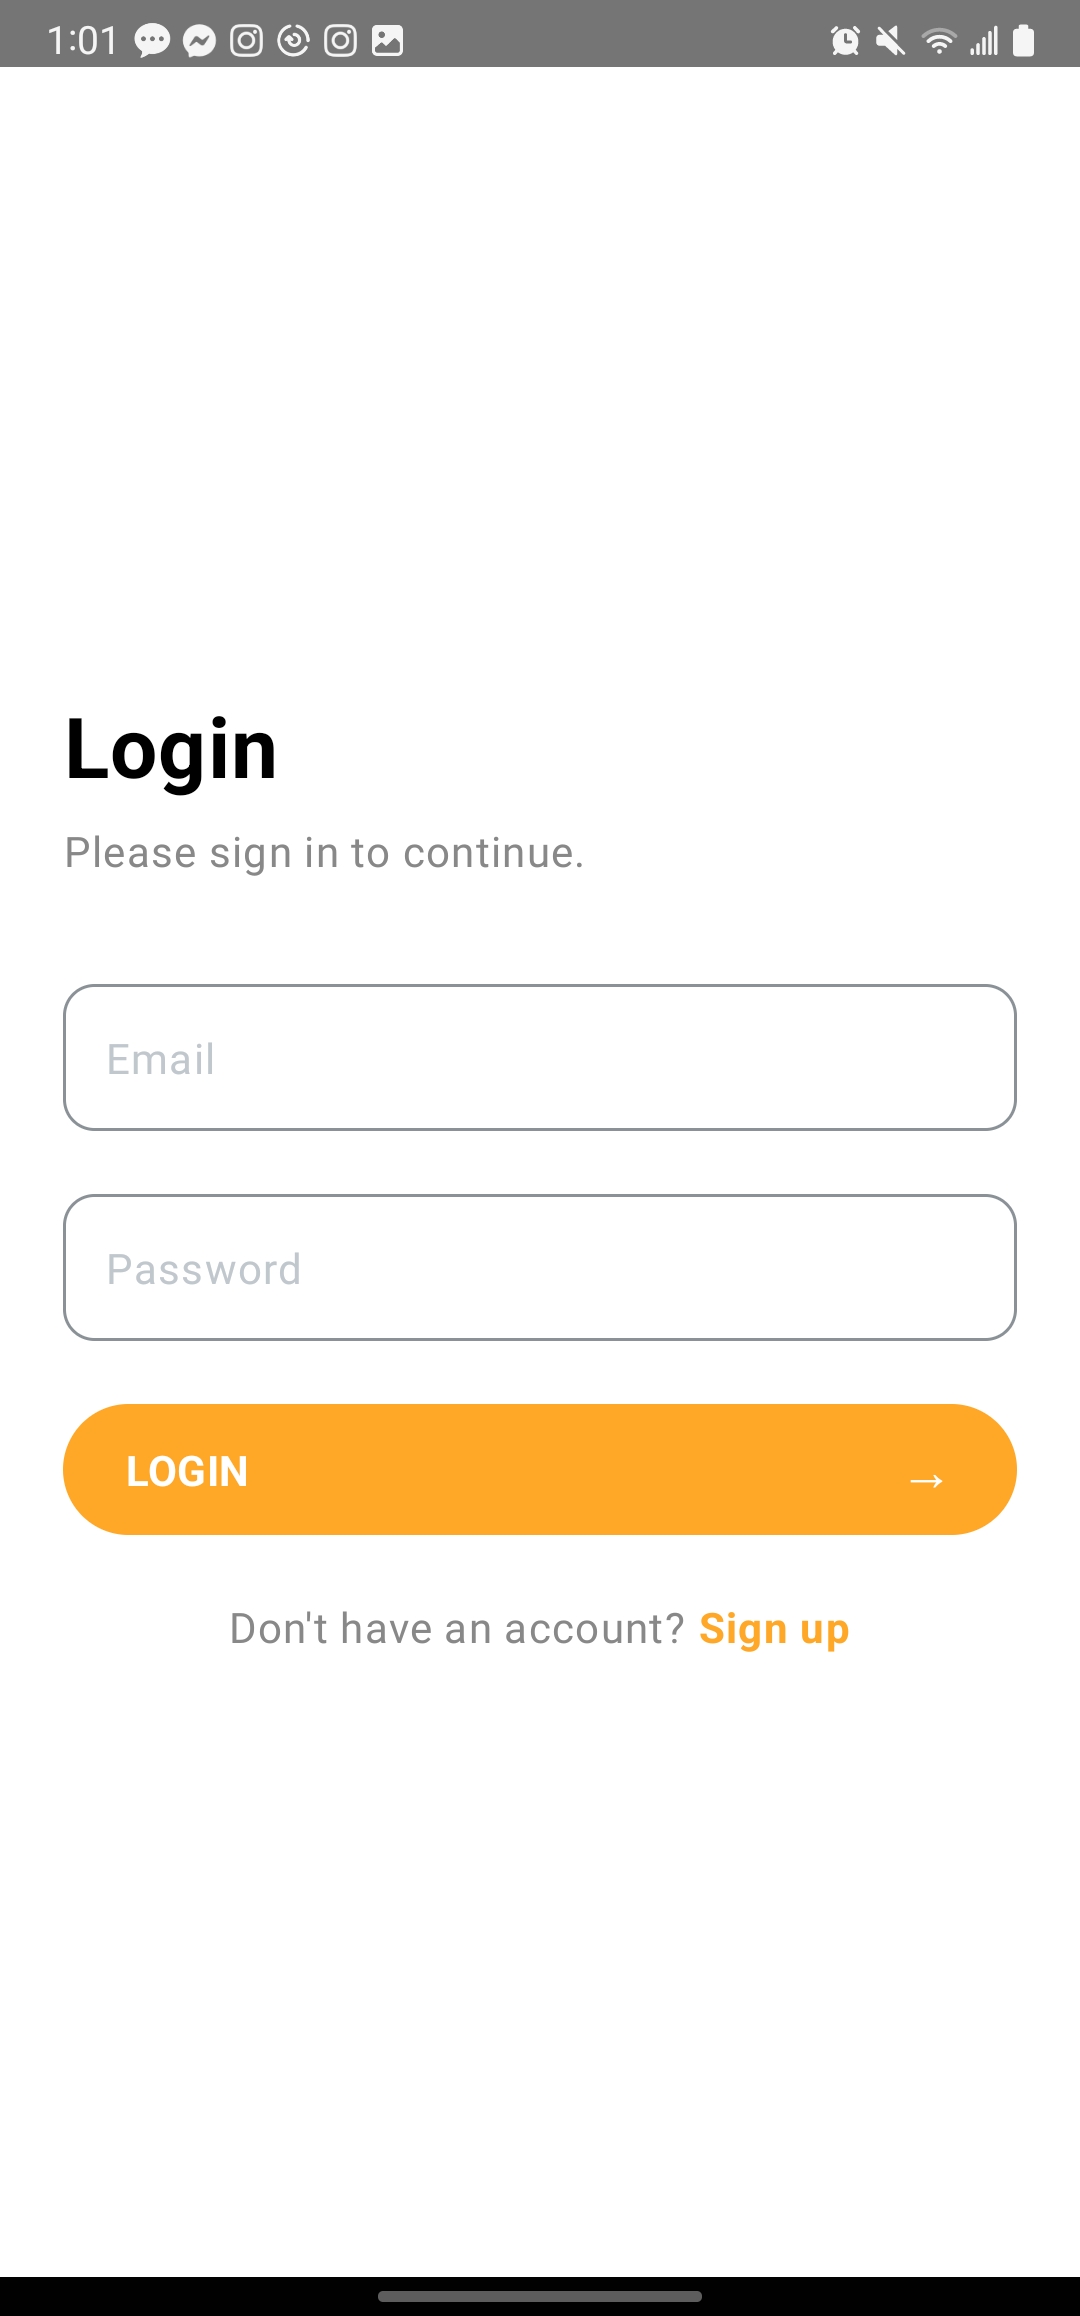 1:01
Login
Please sign in to continue.
Email
Password
LOGIN →
Don't have an account? Sign up